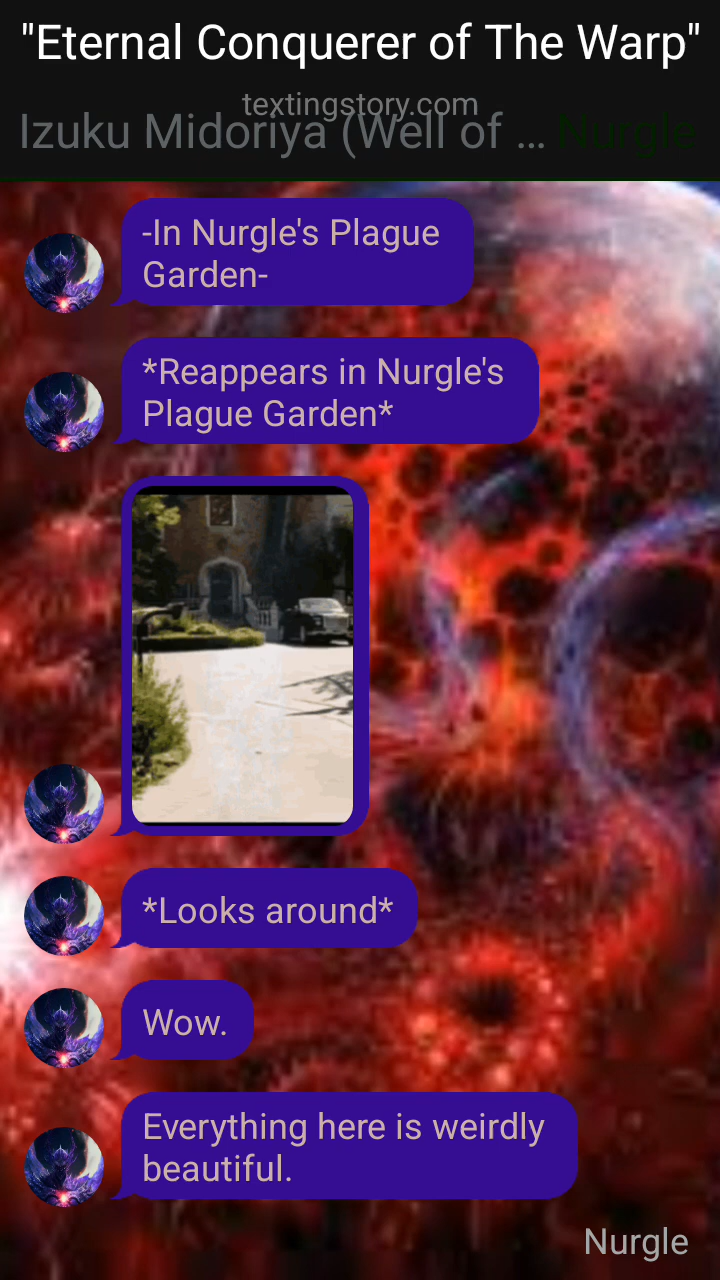 "Eternal Conquerer of The Warp"
textingstory.com
Izuku Midoriya (Well of ... Nurgle
-In Nurgle's Plague
Garden-
*Reappears in Nurgle's
Plague Garden*
*Looks around*
Wow.
Everything here is weirdly
beautiful.
Nurgle